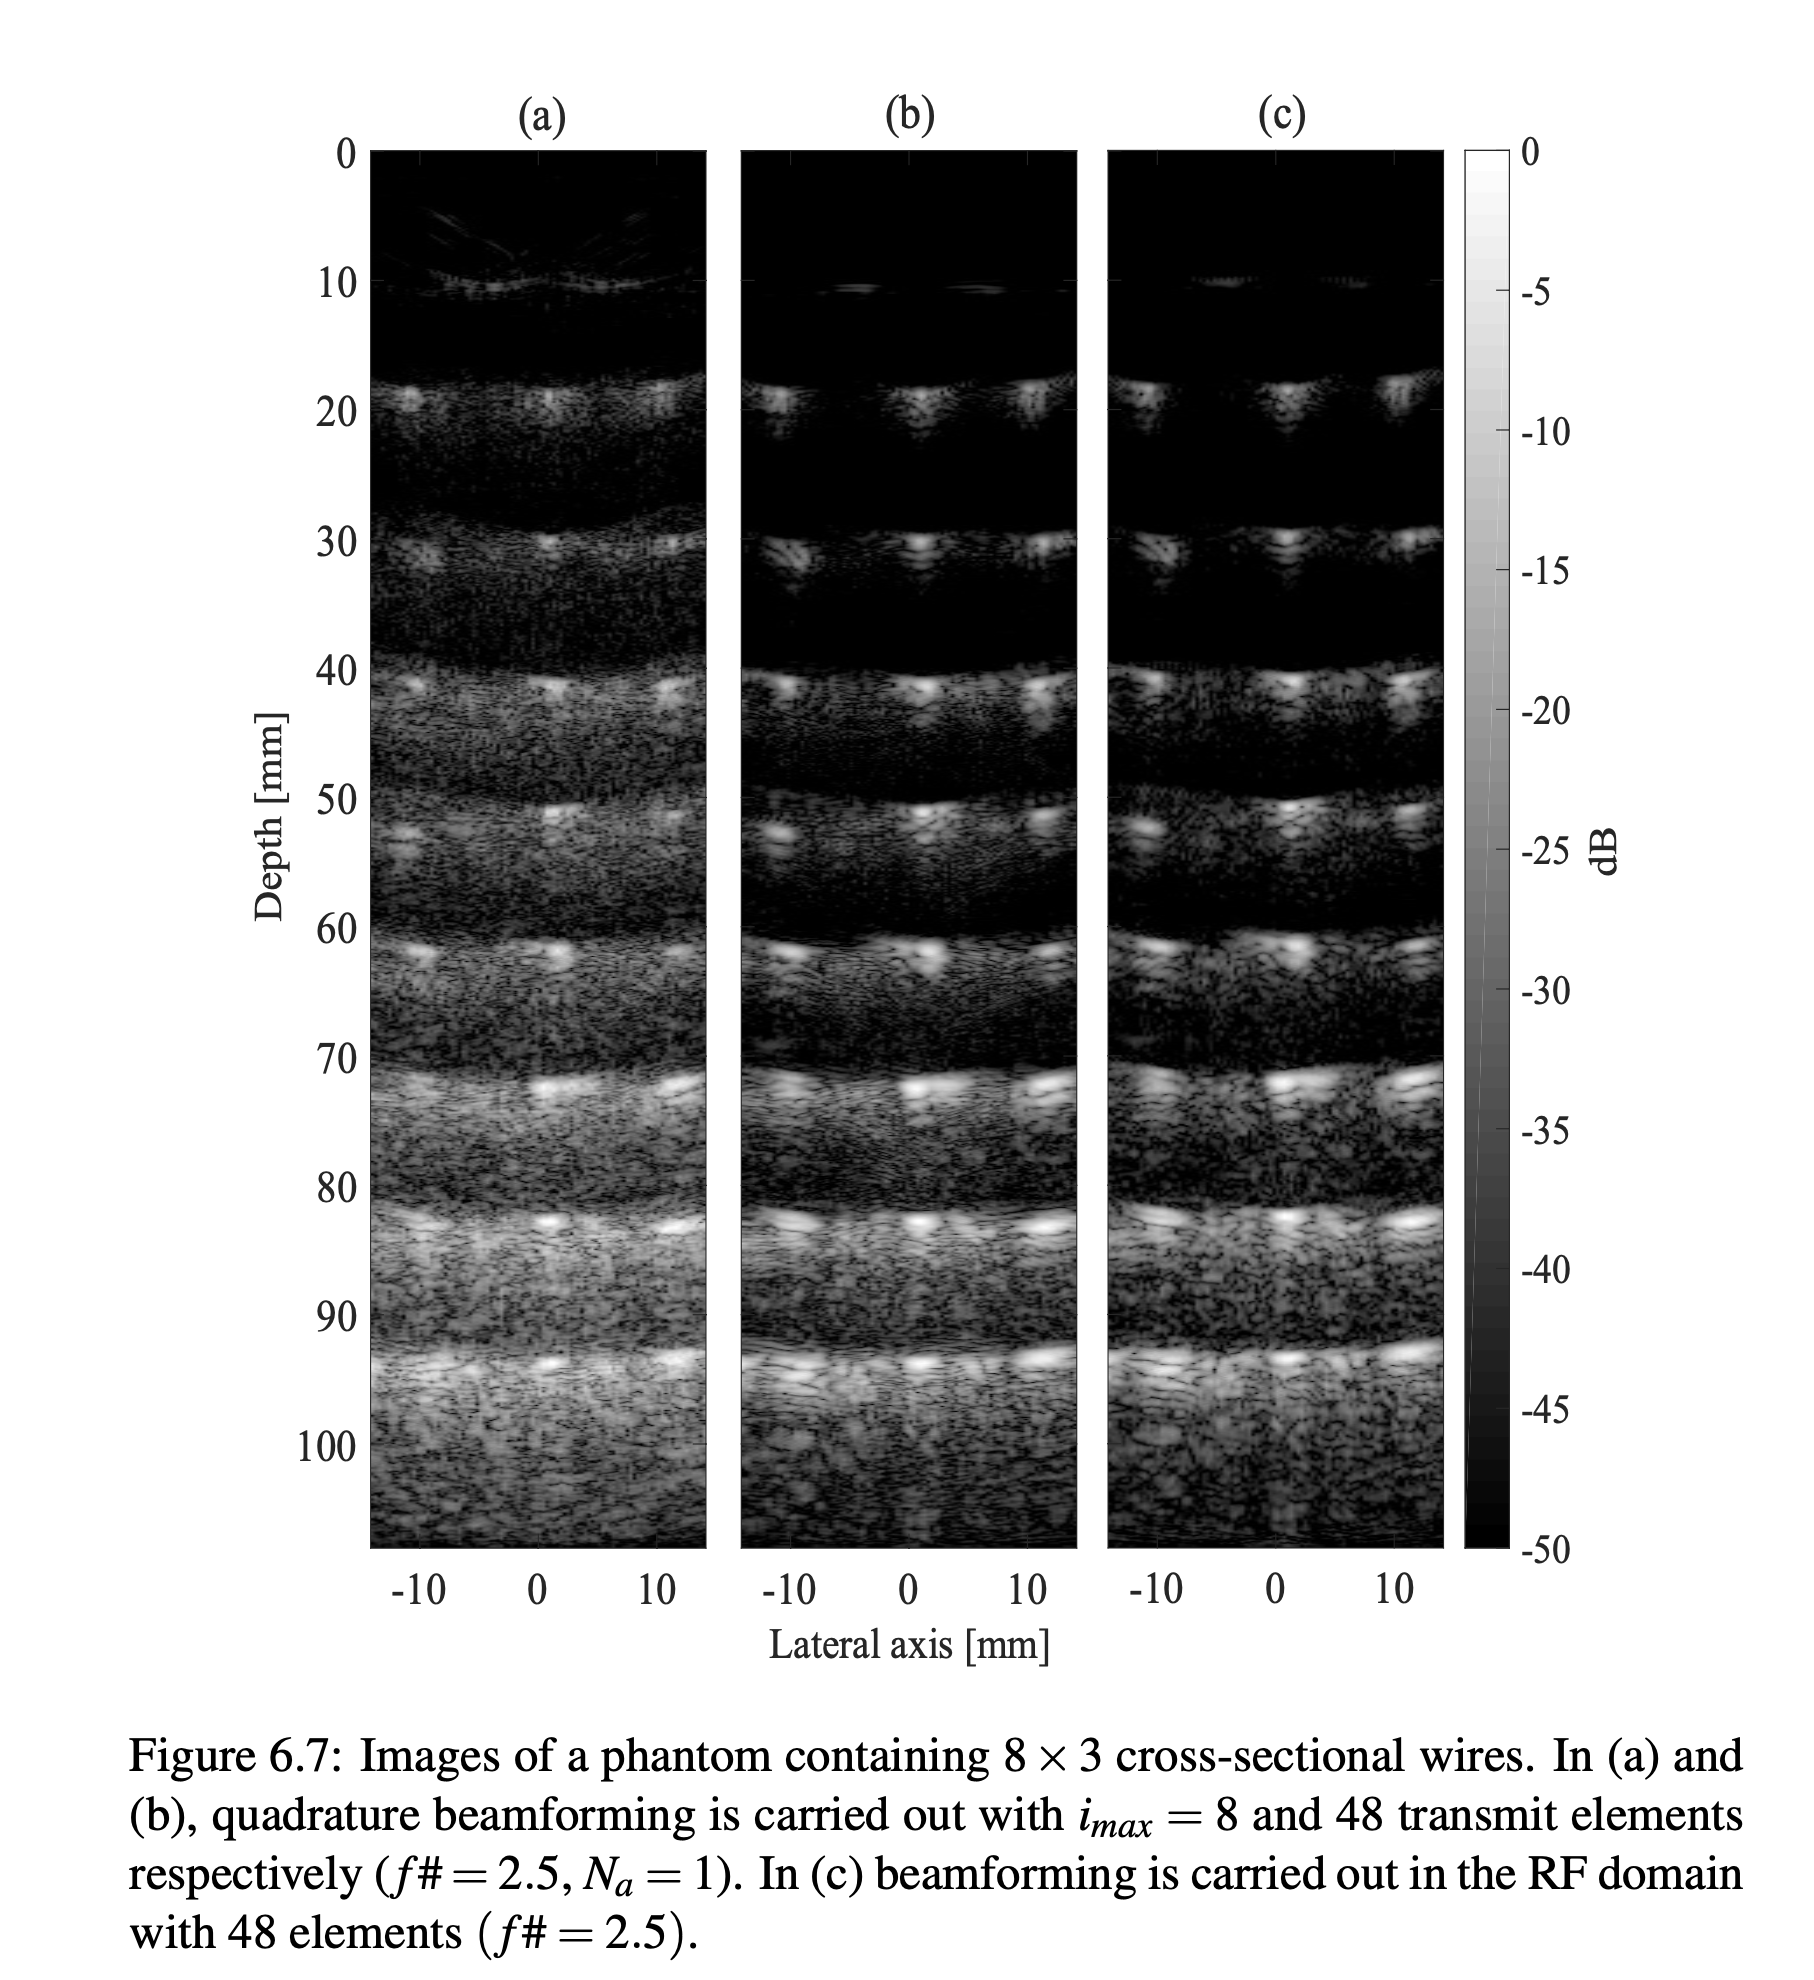 (a) (b) (c)
0
10
20
30
40
50
60
70
80
90
100
Depth [mm]
-10 0 10 -10 0 10 -10 0 10
Lateral axis [mm]
0
-5
-10
-15
-20
-25
-30
-35
-40
-45
-50
dB
Figure 6.7: Images of a phantom containing 8 × 3 cross-sectional wires. In (a) and
(b), quadrature beamforming is carried out with i_max = 8 and 48 transmit elements
respectively (f# = 2.5, N_a = 1). In (c) beamforming is carried out in the RF domain
with 48 elements (f# = 2.5).